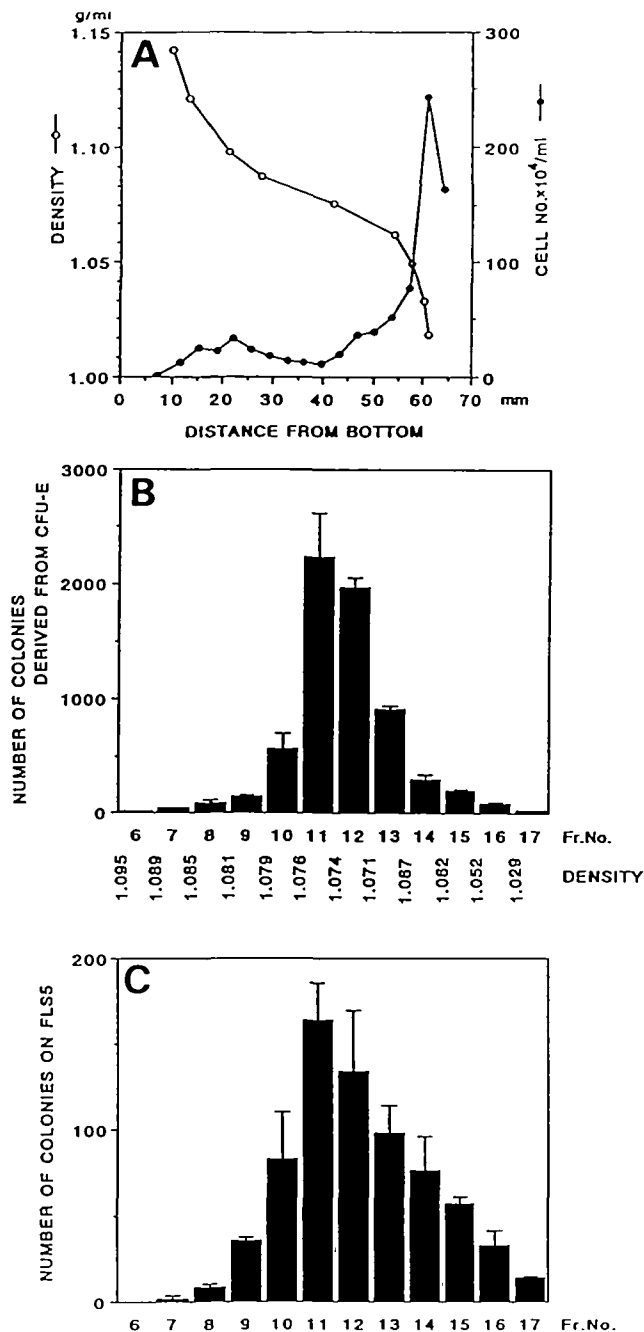 g/ml
1.15
1.10
1.05
1.00
DENSITY
A
300
200
100
0
CELL NO.x10⁴/ml
0 10 20 30 40 50 60 70 mm
DISTANCE FROM BOTTOM
B
3000
2000
1000
0
NUMBER OF COLONIES
DERIVED FROM CFU-E
6 7 8 9 10 11 12 13 14 15 16 17 Fr.No.
1.095 1.089 1.085 1.081 1.079 1.076 1.074 1.071 1.087 1.062 1.052 1.029 DENSITY
C
200
100
0
NUMBER OF COLONIES ON FLS5
6 7 8 9 10 11 12 13 14 15 16 17 Fr.No.